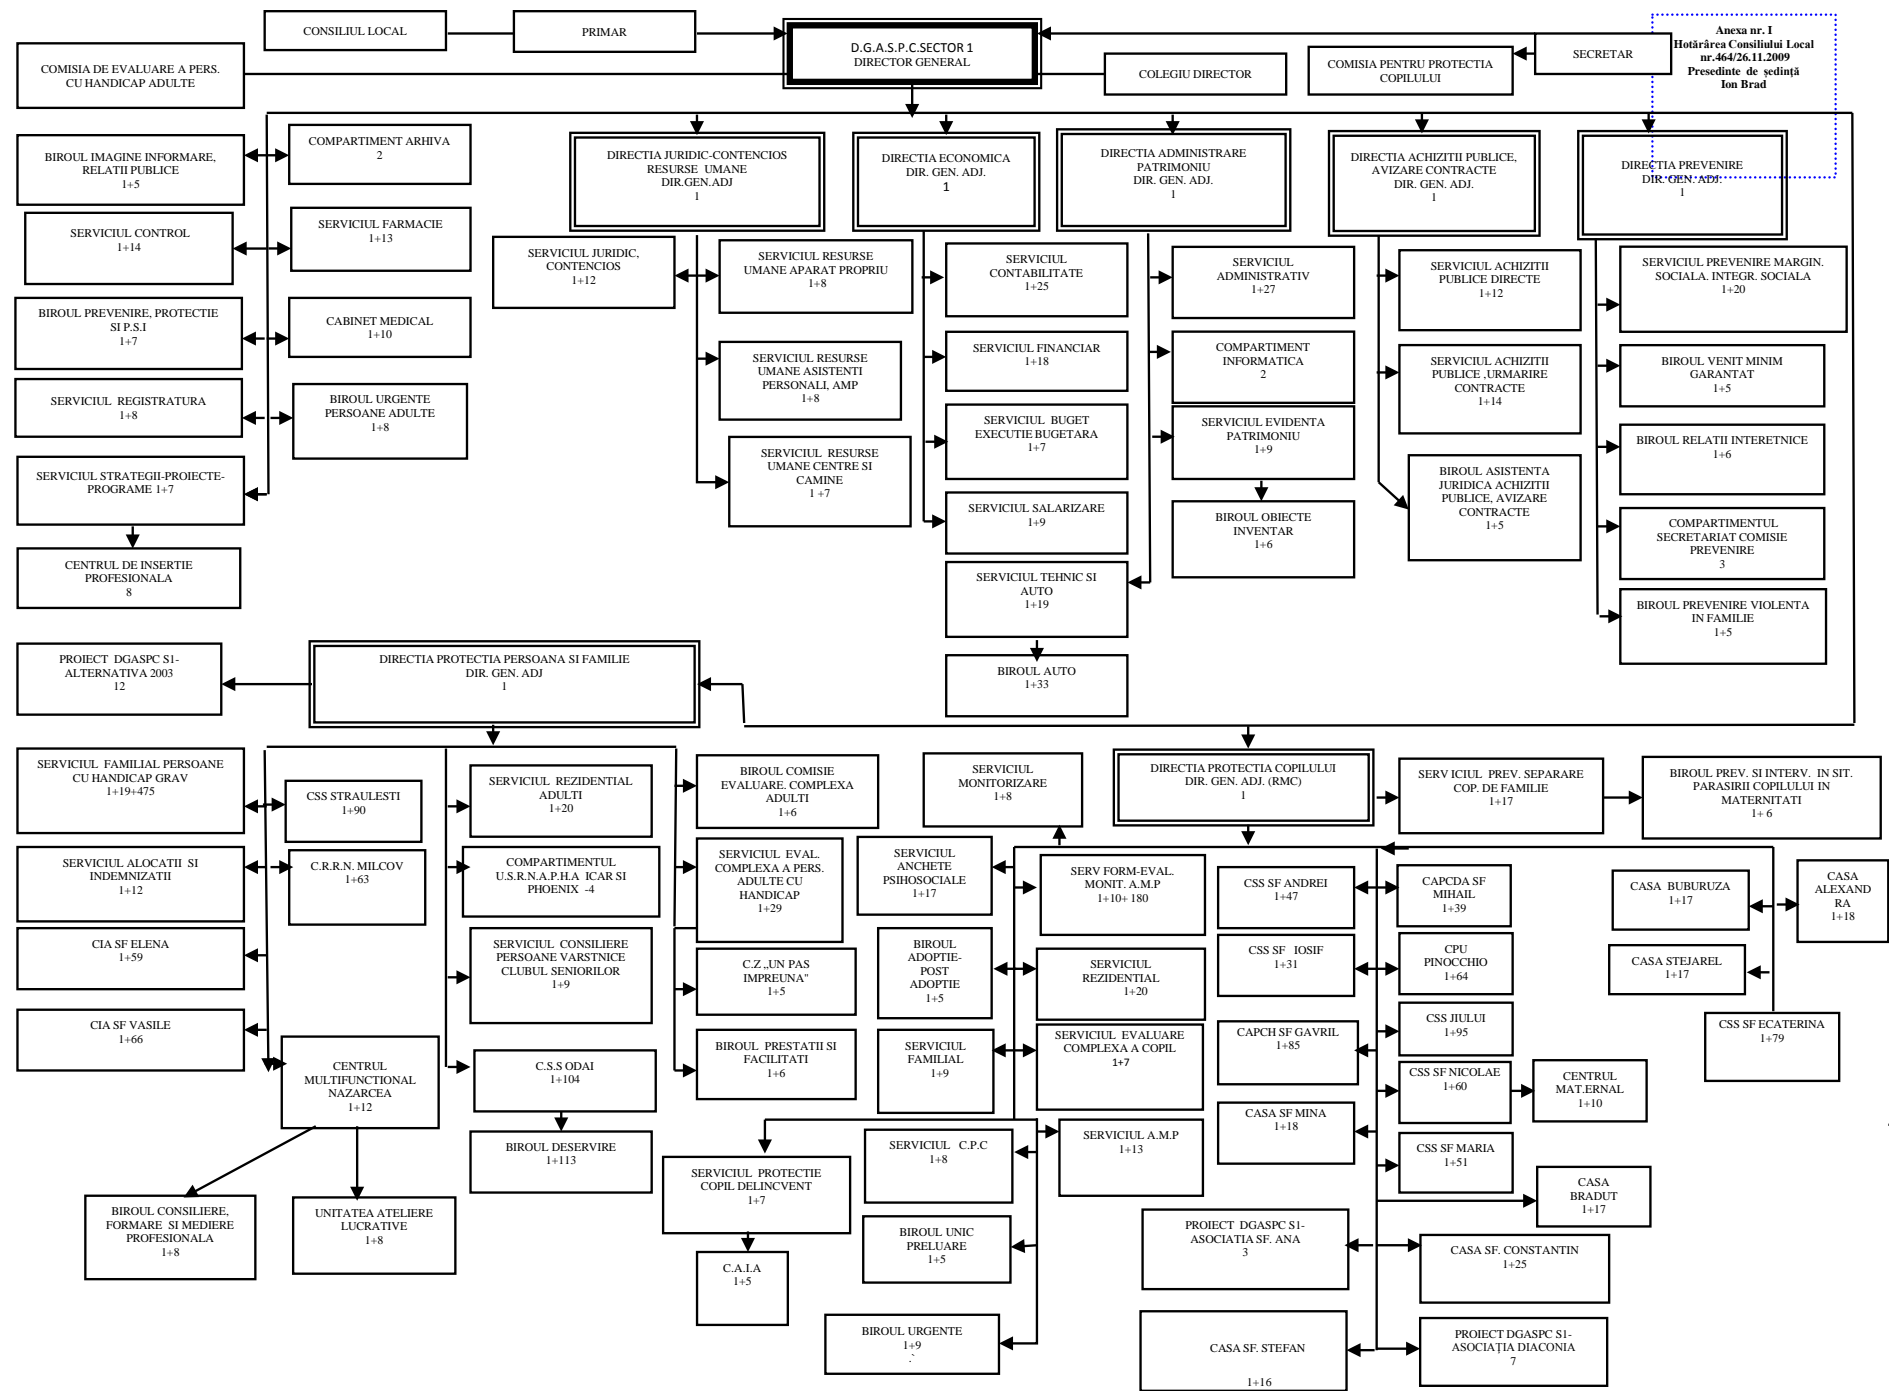 CONSILIUL LOCAL
PRIMAR
D.G.A.S.P.C.SECTOR 1
DIRECTOR GENERAL
Anexa nr. I
Hotărârea Consiliului Local
nr.464/26.11.2009
Presedinte de ședință
Ion Brad
SECRETAR
COMISIA DE EVALUARE A PERS.
CU HANDICAP ADULTE
COLEGIU DIRECTOR
COMISIA PENTRU PROTECTIA
COPILULUI
BIROUL IMAGINE INFORMARE,
RELATII PUBLICE
1+5
COMPARTIMENT ARHIVA
2
DIRECTIA JURIDIC-CONTENCIOS
RESURSE UMANE
DIR.GEN.ADJ
1
DIRECTIA ECONOMICA
DIR. GEN. ADJ.
1
DIRECTIA ADMINISTRARE
PATRIMONIU
DIR. GEN. ADJ.
1
DIRECTIA ACHIZITII PUBLICE,
AVIZARE CONTRACTE
DIR. GEN. ADJ.
1
DIRECTIA PREVENIRE
DIR. GEN. ADJ.
1
SERVICIUL CONTROL
1+14
SERVICIUL FARMACIE
1+13
BIROUL PREVENIRE, PROTECTIE
SI P.S.I
1+7
CABINET MEDICAL
1+10
SERVICIUL REGISTRATURA
1+8
BIROUL URGENTE
PERSOANE ADULTE
1+8
SERVICIUL STRATEGII-PROIECTE-
PROGRAME 1+7
CENTRUL DE INSERTIE
PROFESIONALA
8
SERVICIUL JURIDIC,
CONTENCIOS
1+12
SERVICIUL RESURSE
UMANE APARAT PROPRIU
1+8
SERVICIUL RESURSE
UMANE ASISTENTI
PERSONALI, AMP
1+8
SERVICIUL RESURSE
UMANE CENTRE SI
CAMINE
1 +7
SERVICIUL
CONTABILITATE
1+25
SERVICIUL FINANCIAR
1+18
SERVICIUL BUGET
EXECUTIE BUGETARA
1+7
SERVICIUL SALARIZARE
1+9
SERVICIUL TEHNIC SI
AUTO
1+19
BIROUL AUTO
1+33
SERVICIUL
ADMINISTRATIV
1+27
COMPARTIMENT
INFORMATICA
2
SERVICIUL EVIDENTA
PATRIMONIU
1+9
BIROUL OBIECTE
INVENTAR
1+6
SERVICIUL ACHIZITII
PUBLICE DIRECTE
1+12
SERVICIUL ACHIZITII
PUBLICE ,URMARIRE
CONTRACTE
1+14
BIROUL ASISTENTA
JURIDICA ACHIZITII
PUBLICE, AVIZARE
CONTRACTE
1+5
SERVICIUL PREVENIRE MARGIN.
SOCIALA. INTEGR. SOCIALA
1+20
BIROUL VENIT MINIM
GARANTAT
1+5
BIROUL RELATII INTERETNICE
1+6
COMPARTIMENTUL
SECRETARIAT COMISIE
PREVENIRE
3
BIROUL PREVENIRE VIOLENTA
IN FAMILIE
1+5
PROIECT DGASPC S1-
ALTERNATIVA 2003
12
DIRECTIA PROTECTIA PERSOANA SI FAMILIE
DIR. GEN. ADJ
1
SERVICIUL FAMILIAL PERSOANE
CU HANDICAP GRAV
1+19+475
CSS STRAULESTI
1+90
SERVICIUL ALOCATII SI
INDEMNIZATII
1+12
C.R.R.N. MILCOV
1+63
CIA SF ELENA
1+59
CIA SF VASILE
1+66
CENTRUL
MULTIFUNCTIONAL
NAZARCEA
1+12
BIROUL CONSILIERE,
FORMARE SI MEDIERE
PROFESIONALA
1+8
UNITATEA ATELIERE
LUCRATIVE
1+8
SERVICIUL REZIDENTIAL
ADULTI
1+20
COMPARTIMENTUL
U.S.R.N.A.P.H.A ICAR SI
PHOENIX -4
SERVICIUL CONSILIERE
PERSOANE VARSTNICE
CLUBUL SENIORILOR
1+9
C.S.S ODAI
1+104
BIROUL DESERVIRE
1+113
BIROUL COMISIE
EVALUARE. COMPLEXA
ADULTI
1+6
SERVICIUL EVAL.
COMPLEXA A PERS.
ADULTE CU
HANDICAP
1+29
C.Z „UN PAS
IMPREUNA"
1+5
BIROUL PRESTATII SI
FACILITATI
1+6
SERVICIUL
MONITORIZARE
1+8
DIRECTIA PROTECTIA COPILULUI
DIR. GEN. ADJ. (RMC)
1
SERV ICIUL PREV. SEPARARE
COP. DE FAMILIE
1+17
BIROUL PREV. SI INTERV. IN SIT.
PARASIRII COPILULUI IN
MATERNITATI
1+ 6
SERVICIUL
ANCHETE
PSIHOSOCIALE
1+17
SERV FORM-EVAL.
MONIT. A.M.P
1+10+ 180
BIROUL
ADOPTIE-
POST
ADOPTIE
1+5
SERVICIUL
REZIDENTIAL
1+20
SERVICIUL
FAMILIAL
1+9
SERVICIUL EVALUARE
COMPLEXA A COPIL
1+7
SERVICIUL PROTECTIE
COPIL DELINCVENT
1+7
C.A.I.A
1+5
SERVICIUL C.P.C
1+8
SERVICIUL A.M.P
1+13
BIROUL UNIC
PRELUARE
1+5
BIROUL URGENTE
1+9
CSS SF ANDREI
1+47
CAPCDA SF
MIHAIL
1+39
CSS SF IOSIF
1+31
CPU
PINOCCHIO
1+64
CAPCH SF GAVRIL
1+85
CSS JIULUI
1+95
CSS SF NICOLAE
1+60
CENTRUL
MAT.ERNAL
1+10
CASA SF MINA
1+18
CSS SF MARIA
1+51
CASA
BRADUT
1+17
PROIECT DGASPC S1-
ASOCIATIA SF. ANA
3
CASA SF. CONSTANTIN
1+25
CASA SF. STEFAN
1+16
PROIECT DGASPC S1-
ASOCIAȚIA DIACONIA
7
CASA BUBURUZA
1+17
CASA
ALEXAND
RA
1+18
CASA STEJAREL
1+17
CSS SF ECATERINA
1+79